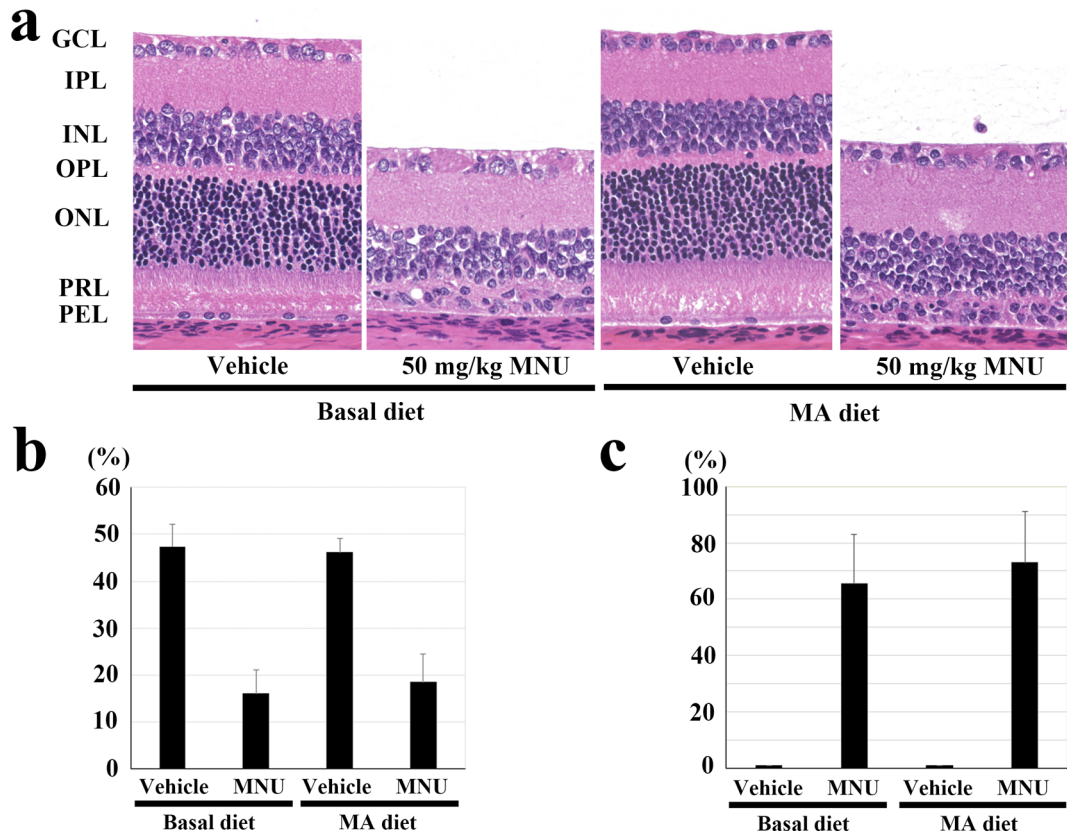 a
GCL
IPL
INL
OPL
ONL
PRL
PEL
Vehicle 50 mg/kg MNU Vehicle 50 mg/kg MNU
Basal diet MA diet
b
(%)
60
50
40
30
20
10
0
Vehicle MNU Vehicle MNU
Basal diet MA diet
c
(%)
100
80
60
40
20
0
Vehicle MNU Vehicle MNU
Basal diet MA diet